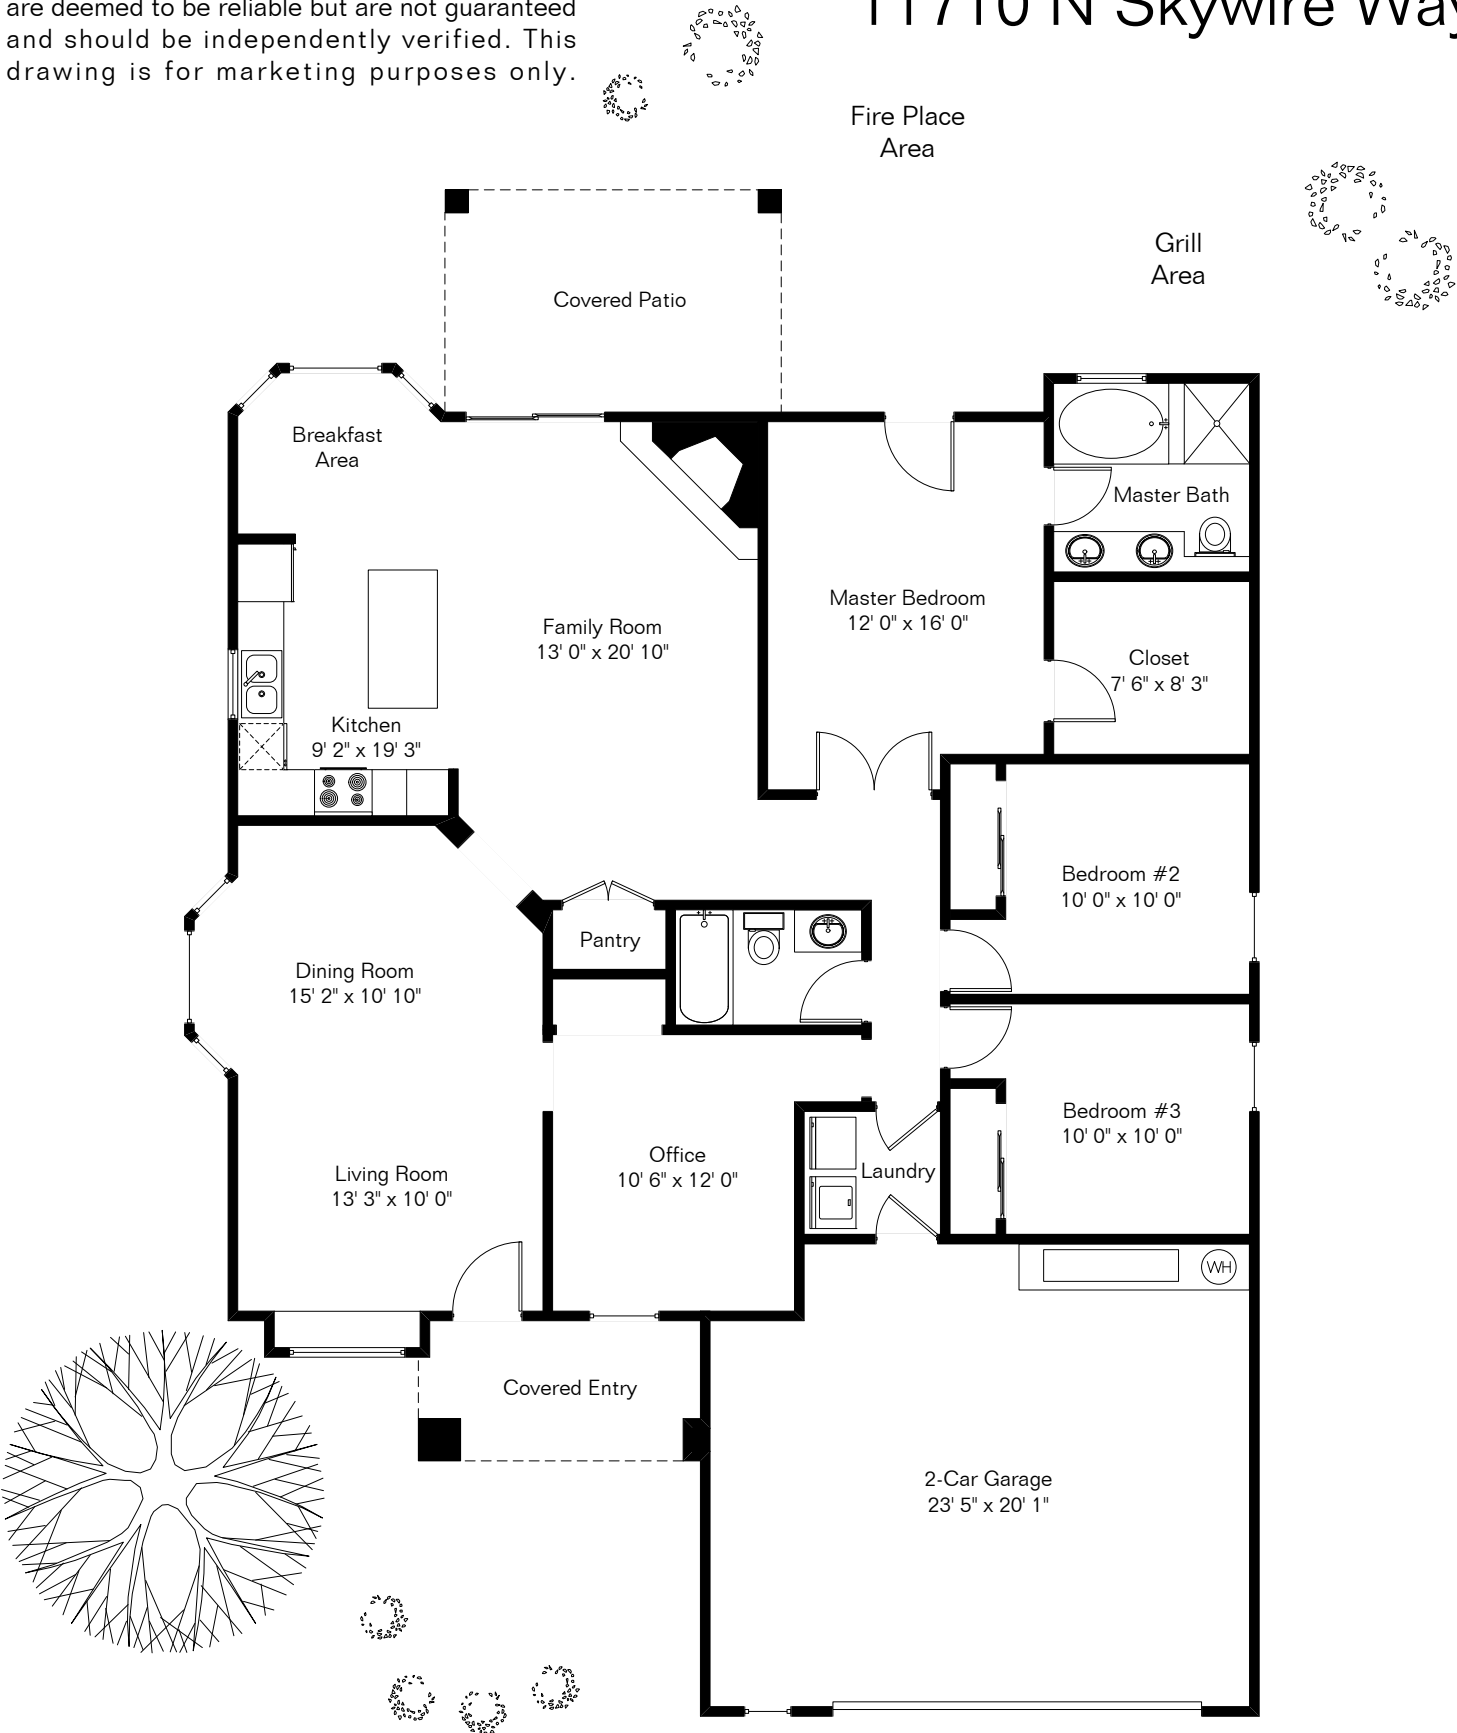 are deemed to be reliable but are not guaranteed
and should be independently verified. This
drawing is for marketing purposes only.
11710 N Skywire Way
Fire Place
Area
Grill
Area
Covered Patio
Breakfast
Area
Master Bath
Master Bedroom
12' 0" x 16' 0"
Family Room
13' 0" x 20' 10"
Closet
7' 6" x 8' 3"
Kitchen
9' 2" x 19' 3"
Bedroom #2
10' 0" x 10' 0"
Pantry
Dining Room
15' 2" x 10' 10"
Bedroom #3
10' 0" x 10' 0"
Office
10' 6" x 12' 0"
Laundry
Living Room
13' 3" x 10' 0"
WH
Covered Entry
2-Car Garage
23' 5" x 20' 1"